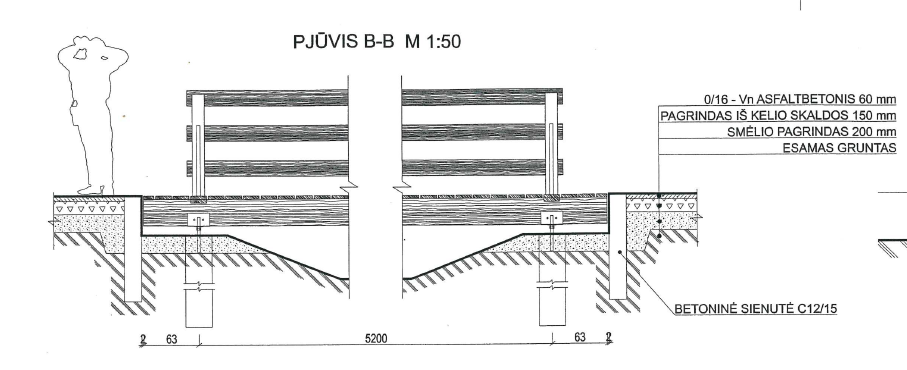 PJŪVIS B-B M 1:50
0/16 - Vn ASFALTBETONIS 60 mm
PAGRINDAS IŠ KELIO SKALDOS 150 mm
SMĖLIO PAGRINDAS 200 mm
ESAMAS GRUNTAS
BETONINĖ SIENUTĖ C12/15
2 63 5200 63 2